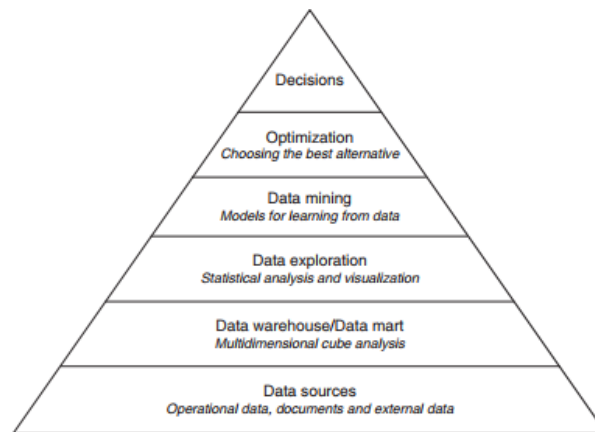 Decisions
Optimization
Choosing the best alternative
Data mining
Models for learning from data
Data exploration
Statistical analysis and visualization
Data warehouse/Data mart
Multidimensional cube analysis
Data sources
Operational data, documents and external data